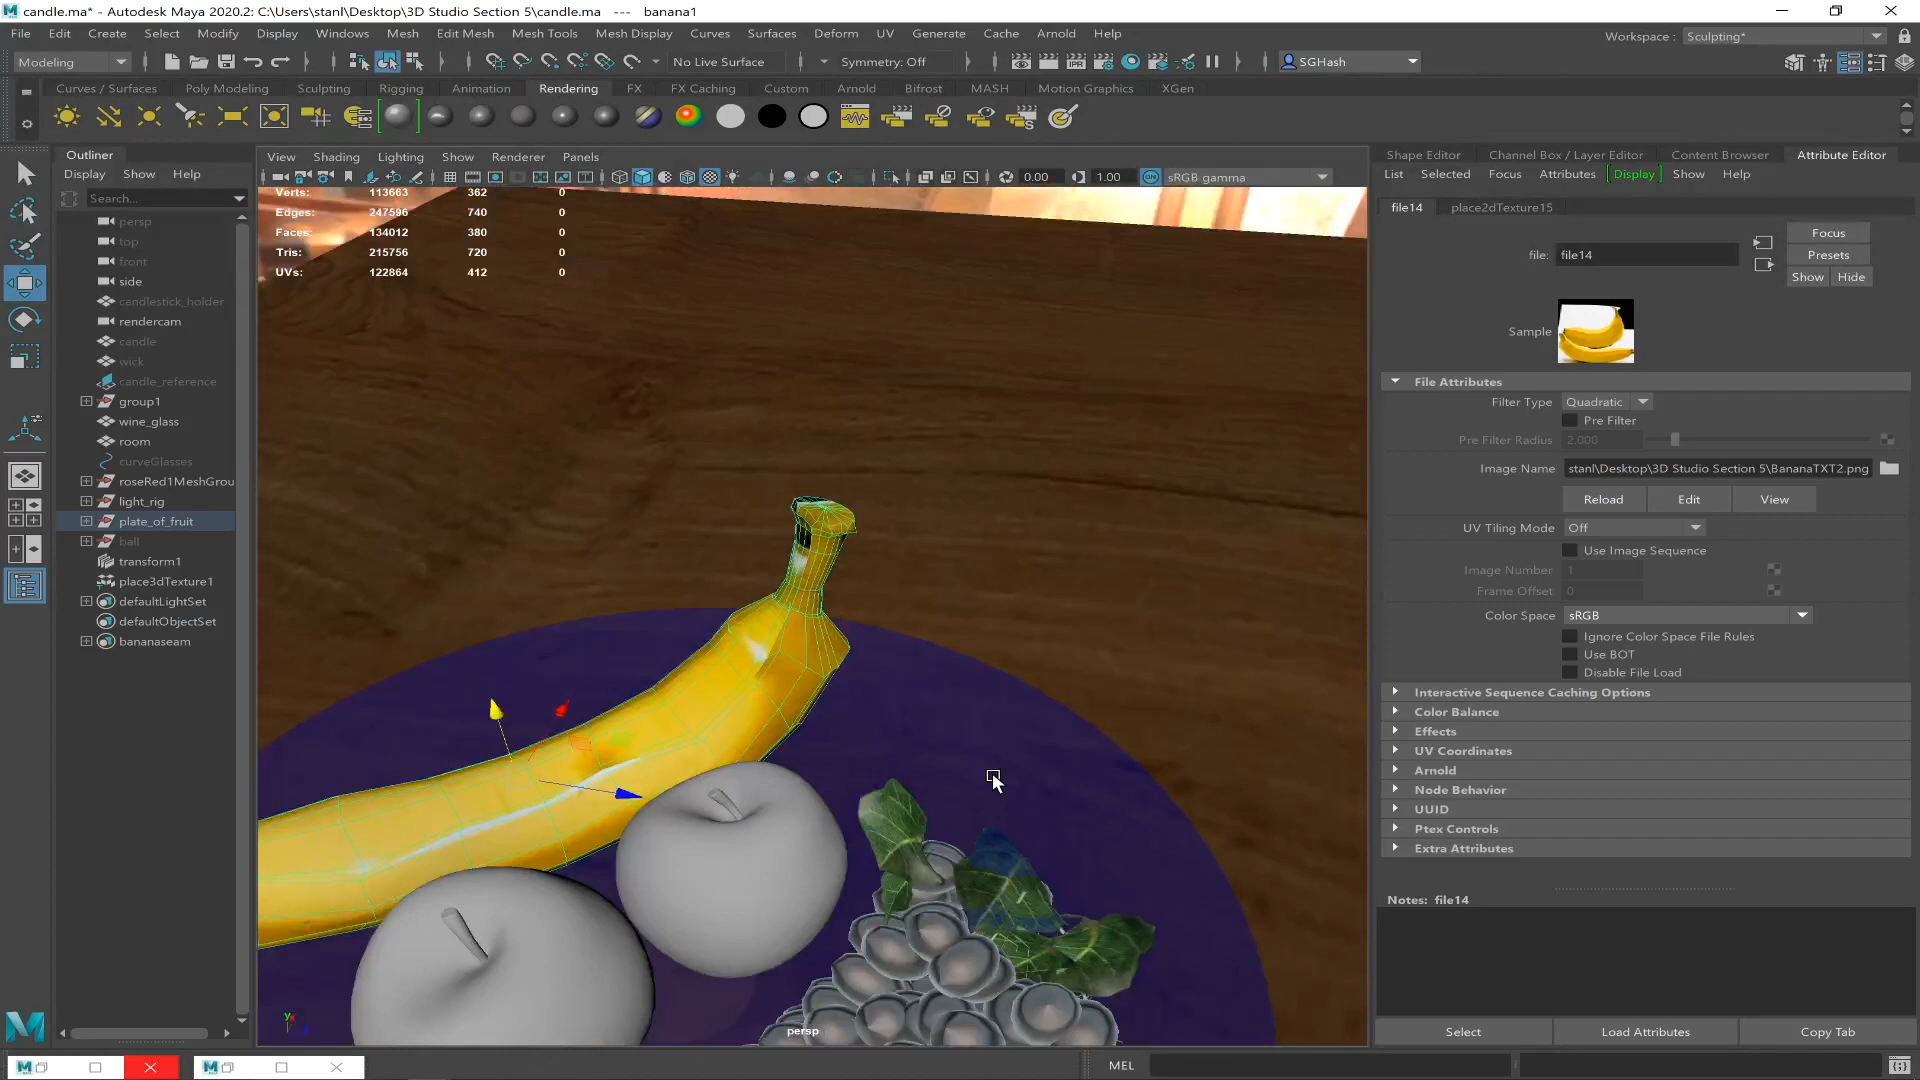 candle.ma* - Autodesk Maya 2020.2: C:\Users\stanl\Desktop\3D Studio Section 5\candle.ma --- banana1
File Edit Create Select Modify Display Windows Mesh Edit Mesh Mesh Tools Mesh Display Curves Surfaces Deform UV Generate Cache Arnold Help
Workspace : Sculpting*
Modeling No Live Surface Symmetry: Off IPR SGHash
Curves / Surfaces Poly Modeling Sculpting Rigging Animation Rendering FX FX Caching Custom Arnold Bifrost MASH Motion Graphics XGen
Outliner
Display Show Help
Search...
persp
top
front
side
candlestick_holder
rendercam
candle
wick
candle_reference
group1
wine_glass
room
curveGlasses
roseRed1MeshGrou
light_rig
plate_of_fruit
ball
transform1
place3dTexture1
defaultLightSet
defaultObjectSet
bananaseam
View Shading Lighting Show Renderer Panels
0.00 1.00 ON sRGB gamma
Verts: 113663 362 0
Edges: 247596 740 0
Faces: 134012 380 0
Tris: 215756 720 0
UVs: 122864 412 0
persp
Shape Editor Channel Box / Layer Editor Content Browser Attribute Editor
List Selected Focus Attributes Display Show Help
file14 place2dTexture15
Focus
file: file14
Presets
Show Hide
Sample
File Attributes
Filter Type Quadratic
Pre Filter
Pre Filter Radius 2.000
Image Name stanl\Desktop\3D Studio Section 5\BananaTXT2.png
Reload Edit View
UV Tiling Mode Off
Use Image Sequence
Image Number 1
Frame Offset 0
Color Space sRGB
Ignore Color Space File Rules
Use BOT
Disable File Load
Interactive Sequence Caching Options
Color Balance
Effects
UV Coordinates
Arnold
Node Behavior
UUID
Ptex Controls
Extra Attributes
Notes: file14
Select Load Attributes Copy Tab
MEL